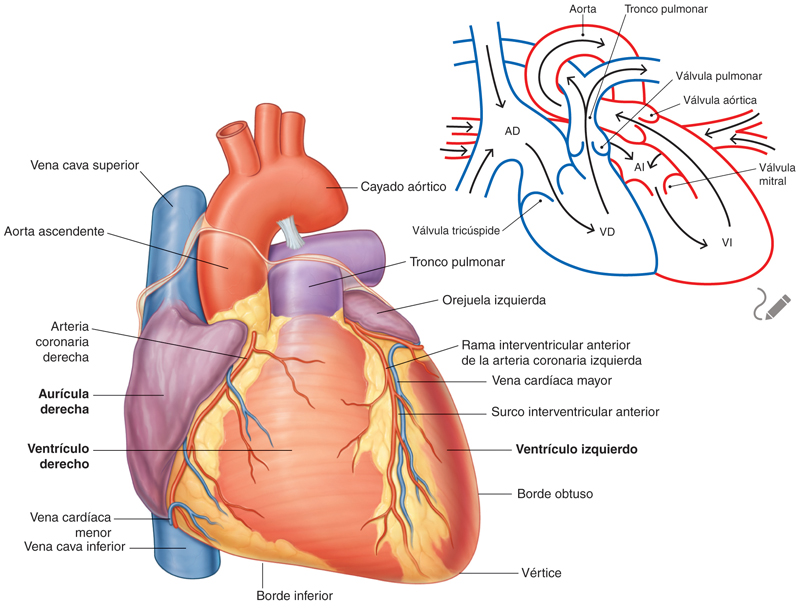 Aorta
Tronco pulmonar
Válvula pulmonar
Válvula aórtica
AD
AI
Válvula
mitral
Válvula tricúspide
VD
VI
Vena cava superior
Cayado aórtico
Aorta ascendente
Tronco pulmonar
Orejuela izquierda
Arteria
coronaria
derecha
Rama interventricular anterior
de la arteria coronaria izquierda
Vena cardíaca mayor
Aurícula
derecha
Surco interventricular anterior
Ventrículo
derecho
Ventrículo izquierdo
Borde obtuso
Vena cardíaca
menor
Vena cava inferior
Vértice
Borde inferior